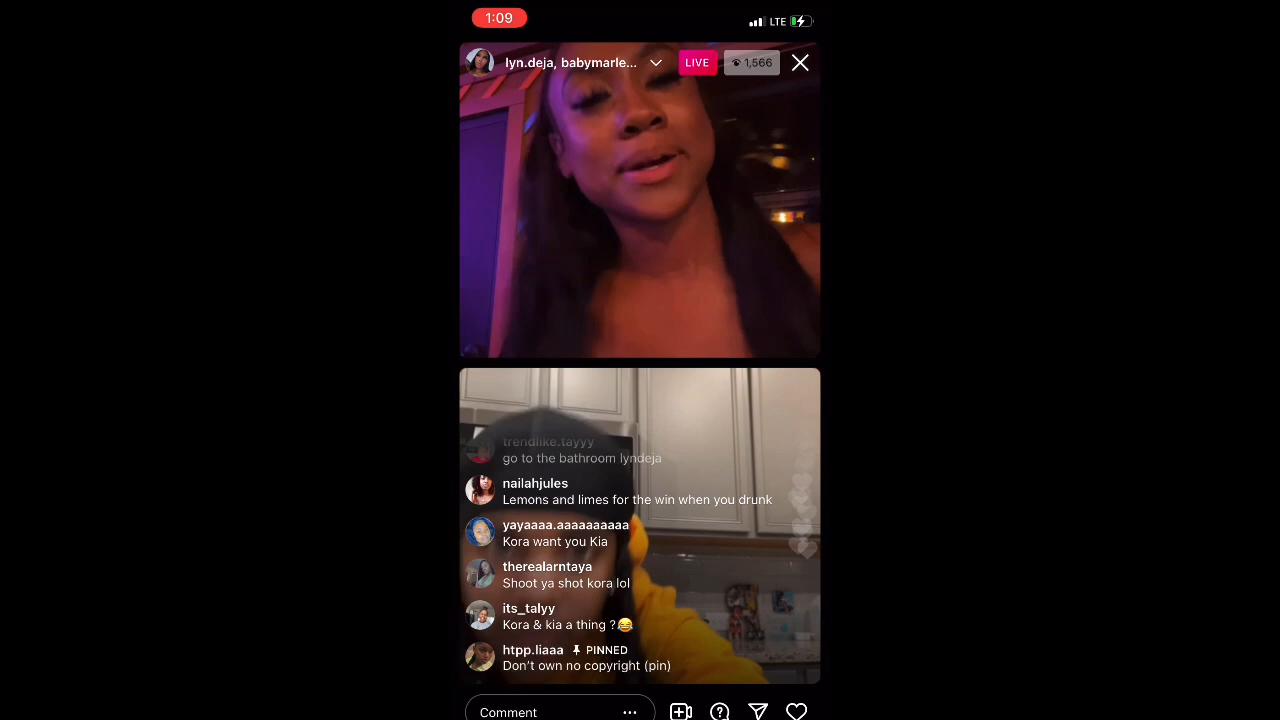 1:09
LTE
lyn.deja, babymarle...
LIVE
1,566
trendlike.tayyy
go to the bathroom lyndeja
nailahjules
Lemons and limes for the win when you drunk
yayaaaa.aaaaaaaaaa
Kora want you Kia
therealarntaya
Shoot ya shot kora lol
its_talyy
Kora & kia a thing ?😂
htpp.liaaa PINNED
Don’t own no copyright (pin)
Comment